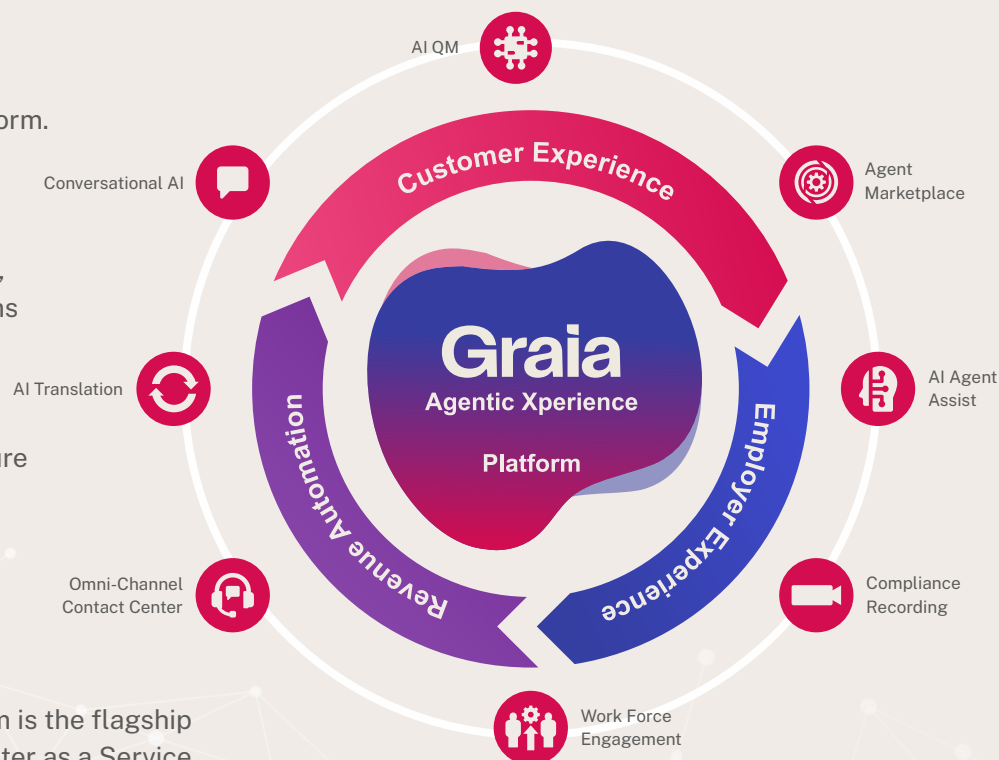 AI QM
orm.
Customer Experience
Conversational AI
Agent
Marketplace
,
ns
Graia
Agentic Xperience
Platform
AI Translation
AI Agent
Assist
Revenue Automation
Employer Experience
ure
Omni-Channel
Contact Center
Compliance
Recording
Work Force
Engagement
m is the flagship
ter as a Service